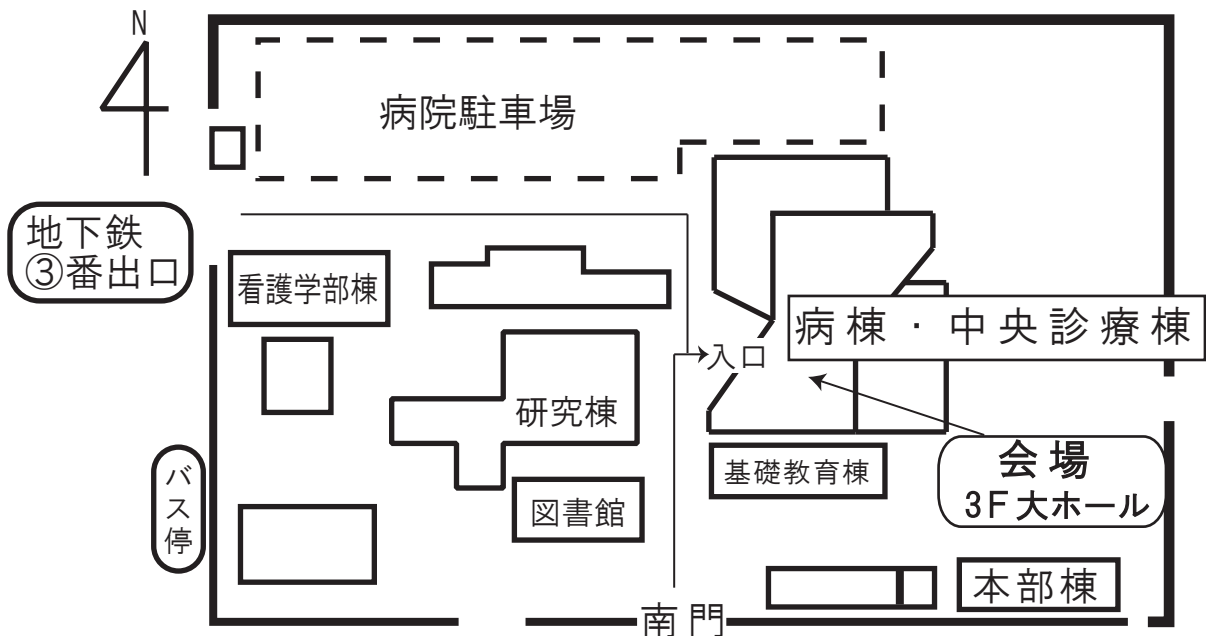 N
病院駐車場
地下鉄
③番出口
看護学部棟
病棟・中央診療棟
入口
研究棟
会場
3F大ホール
基礎教育棟
バス停
図書館
本部棟
南門